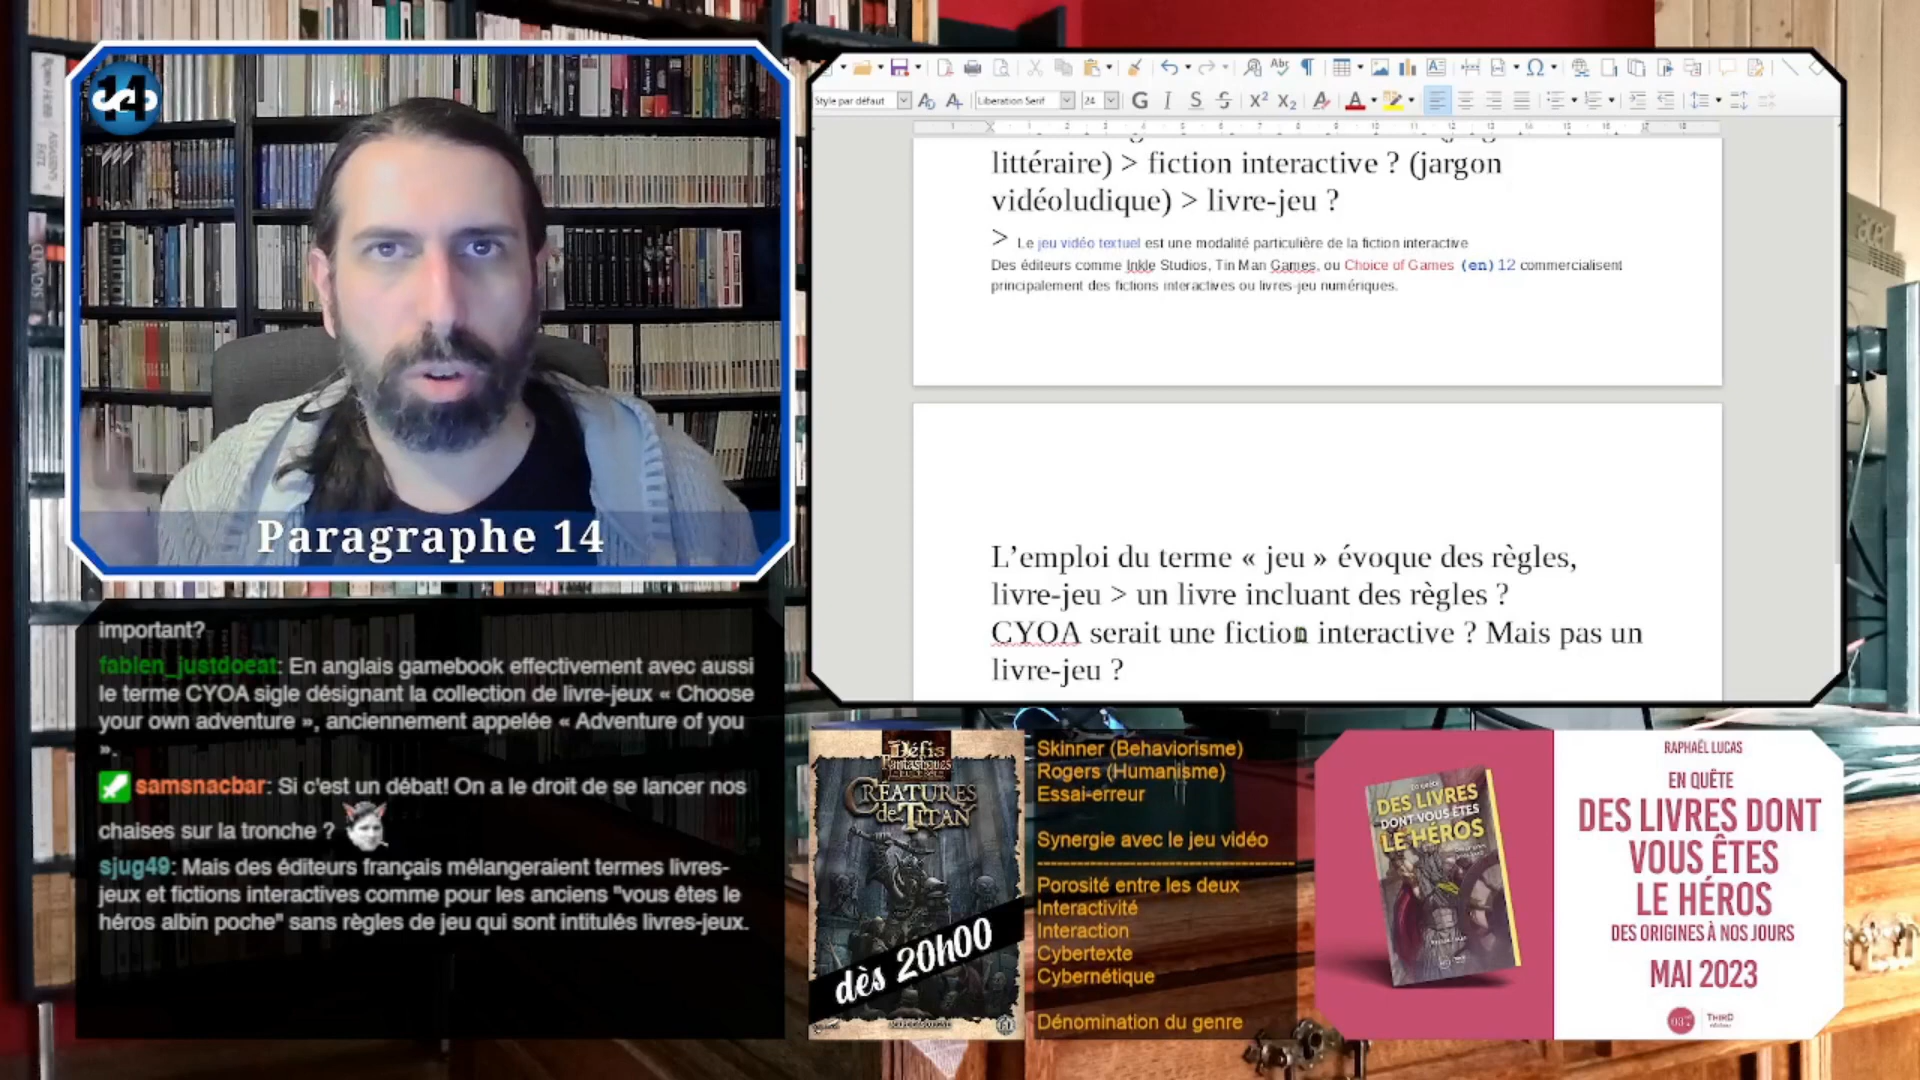 14
Paragraphe 14
important?
fabien_justdoeat: En anglais gamebook effectivement avec aussi
le terme CYOA sigle désignant la collection de livre-jeux « Choose
your own adventure », anciennement appelée « Adventure of you
».
samsnacbar: Si c'est un débat! On a le droit de se lancer nos
chaises sur la tronche ?
sjug49: Mais des éditeurs français mélangeraient termes livres-
jeux et fictions interactives comme pour les anciens "vous êtes le
héros albin poche" sans règles de jeu qui sont intitulés livres-jeux.
Style par défaut
Liberation Serif
24
littéraire) > fiction interactive ? (jargon
vidéoludique) > livre-jeu ?
> Le jeu vidéo textuel est une modalité particulière de la fiction interactive
Des éditeurs comme Inkle Studios, Tin Man Games, ou Choice of Games (en) 12 commercialisent
principalement des fictions interactives ou livres-jeu numériques.
L’emploi du terme « jeu » évoque des règles,
livre-jeu > un livre incluant des règles ?
CYOA serait une fiction interactive ? Mais pas un
livre-jeu ?
Défis
Fantastiques
CRÉATURES
de TITAN
dès 20h00
Skinner (Behaviorisme)
Rogers (Humanisme)
Essai-erreur
Synergie avec le jeu vidéo
Porosité entre les deux
Interactivité
Interaction
Cybertexte
Cybernétique
Dénomination du genre
DES LIVRES
DONT VOUS ÊTES
LE HÉROS
RAPHAËL LUCAS
EN QUÊTE
DES LIVRES DONT
VOUS ÊTES
LE HÉROS
DES ORIGINES À NOS JOURS
MAI 2023
THIRD